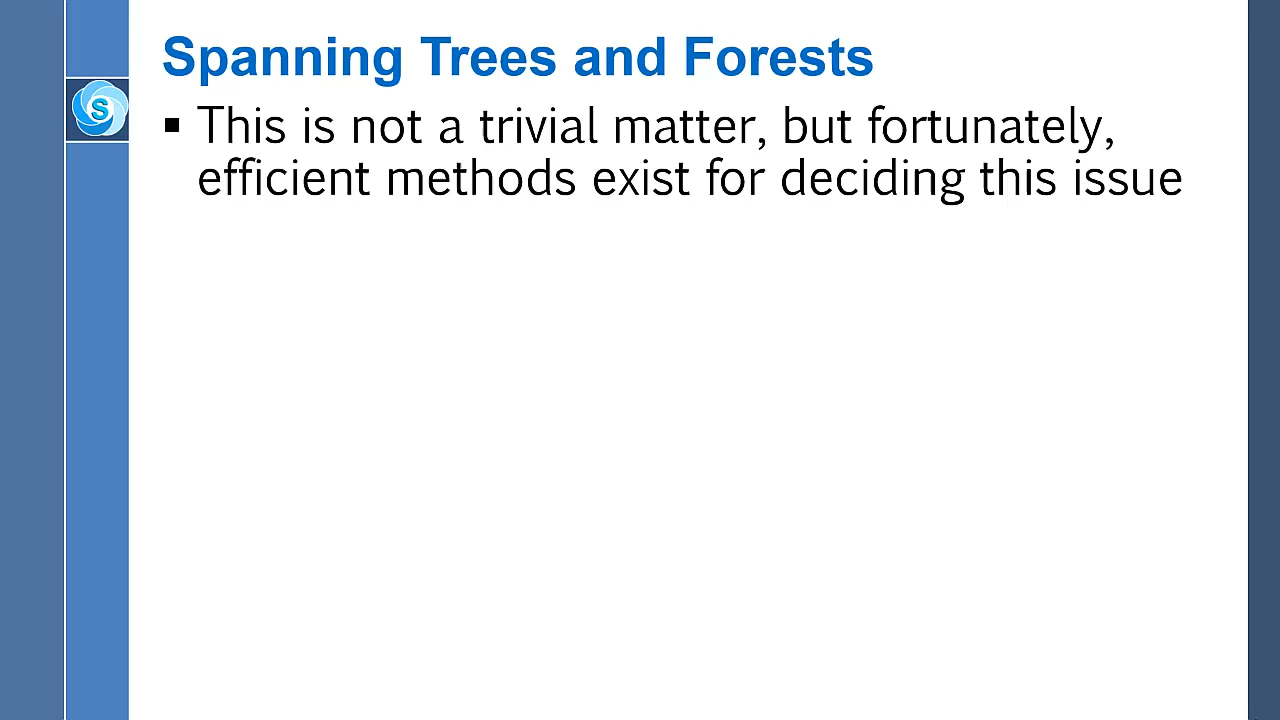 Spanning Trees and Forests
S
▪ This is not a trivial matter, but fortunately,
efficient methods exist for deciding this issue